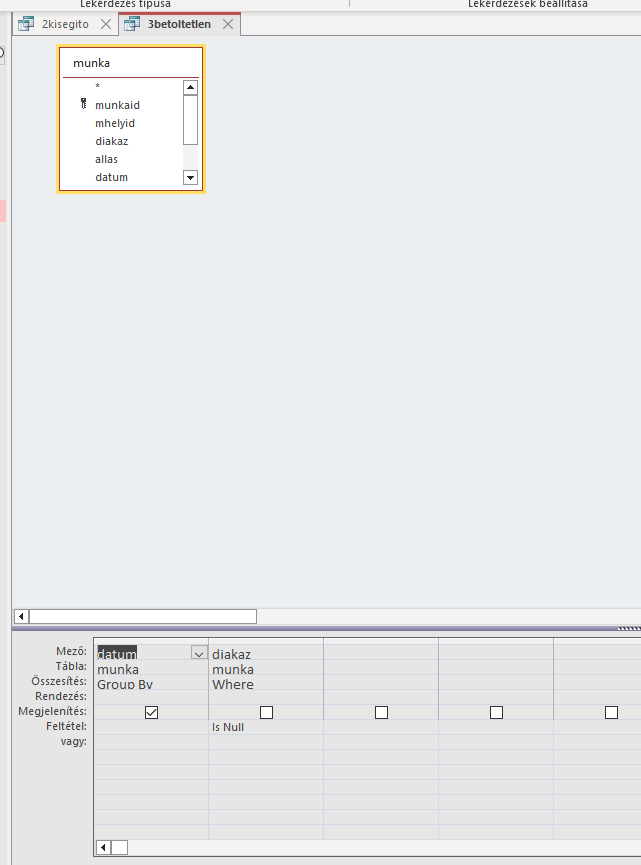 Lekérdezés típusa
Lekérdezések beállítása
2kisegito
3betoltetlen
munka
*
munkaid
mhelyid
diakaz
allas
datum
Mező: datum diakaz
Tábla: munka munka
Összesítés: Group By Where
Rendezés:
Megjelenítés:
Feltétel: Is Null
vagy: